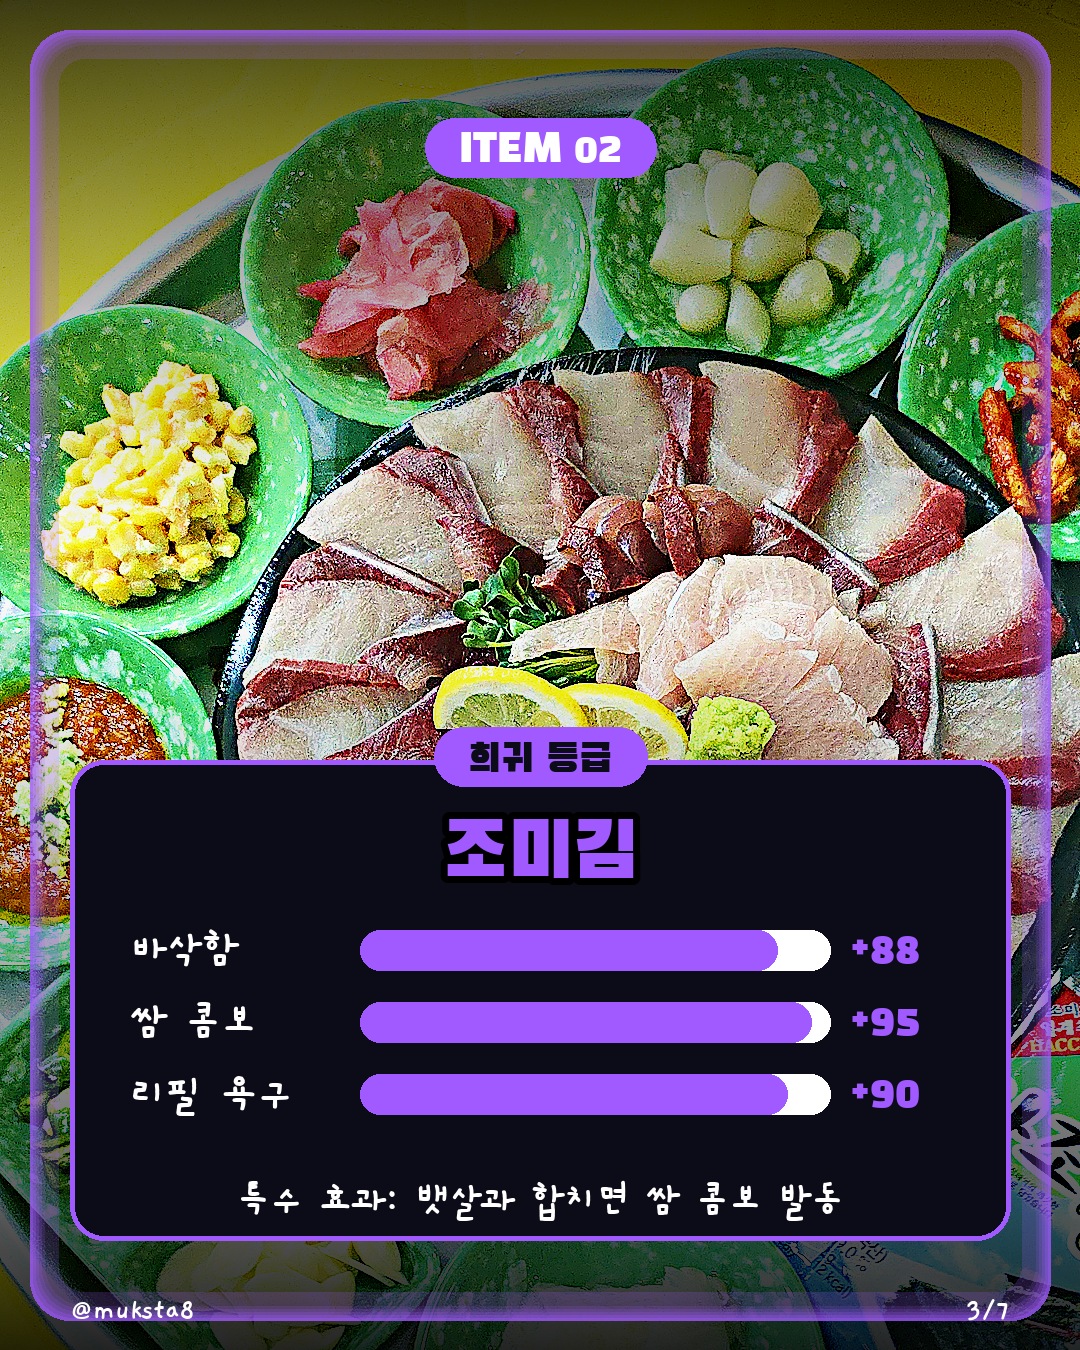 ITEM 02
희귀 등급
조미김
바삭함 +88
쌈 콤보 +95
리필 욕구 +90
특수 효과: 뱃살과 합치면 쌈 콤보 발동
HACC
@muksta8
3/7